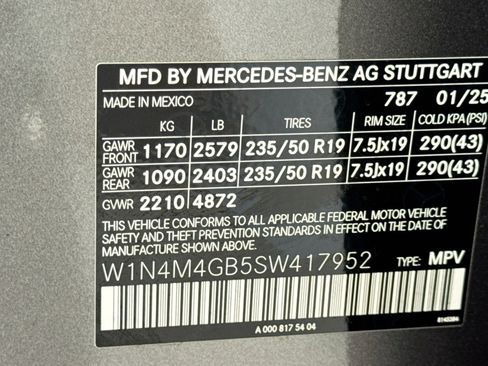 MFD BY MERCEDES-BENZ AG STUTTGART
MADE IN MEXICO 787 01/25
KG LB TIRES RIM SIZE COLD KPA(PSI)
GAWR FRONT 1170 2579 235/50 R19 7.5Jx19 290(43)
GAWR REAR 1090 2403 235/50 R19 7.5Jx19 290(43)
GVWR 2210 4872
THIS VEHICLE CONFORMS TO ALL APPLICABLE FEDERAL MOTOR VEHICLE
SAFETY/THEFT PREVENTION STANDARDS IN EFFECT ON THE DATE OF
MANUFACTURE SHOWN ABOVE.
W1N4M4GB5SW417952 TYPE: MPV
A 000 817 54 04